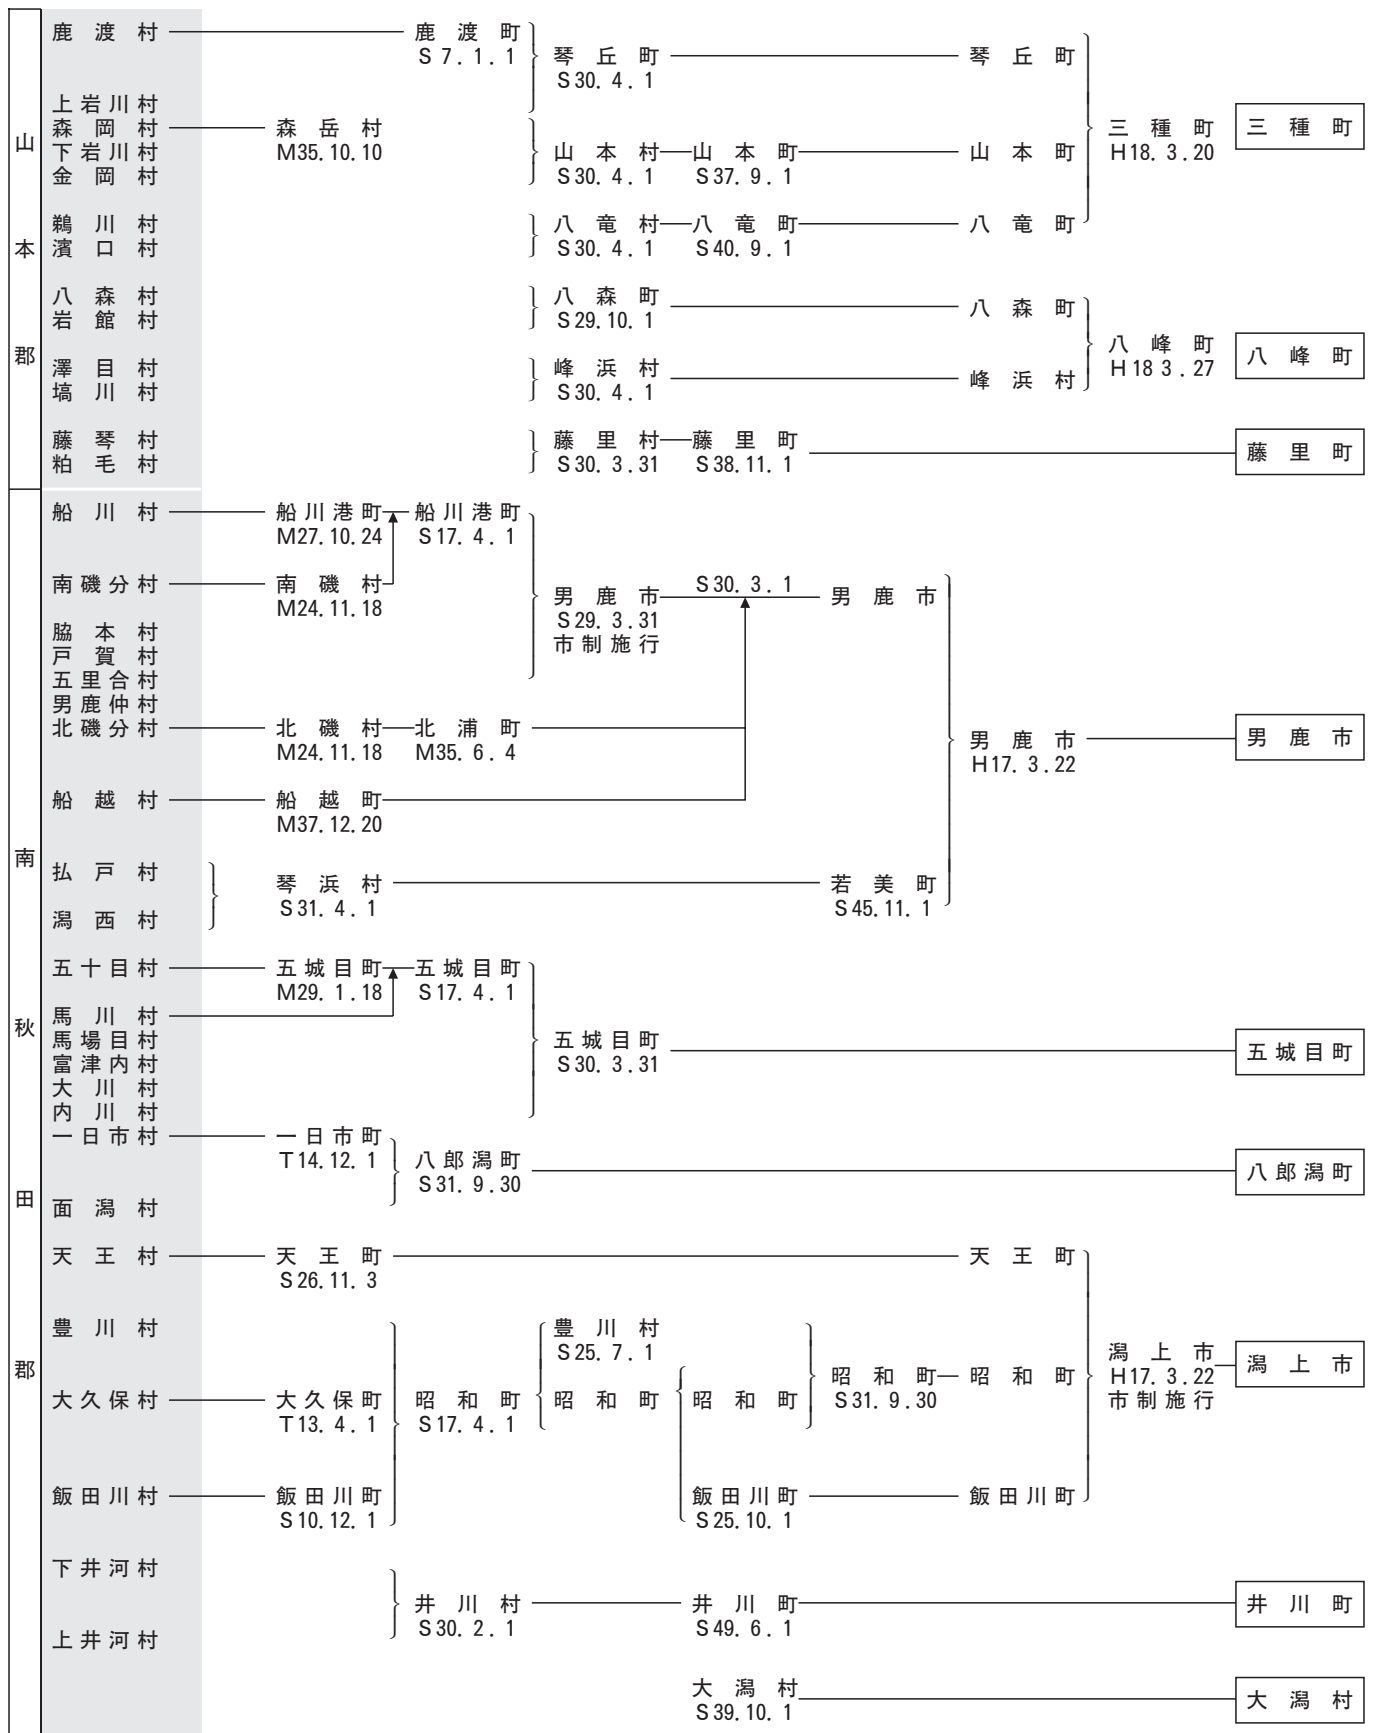 山本郡
鹿渡村 鹿渡町
S 7. 1. 1
琴丘町 琴丘町
S30. 4. 1
上岩川村
森岡村 森岳村
M35.10.10
下岩川村
金岡村
山本村 山本町 山本町
S30. 4. 1 S37. 9. 1
三種町 三種町
H18. 3.20
鵜川村
濱口村
八竜村 八竜町 八竜町
S30. 4. 1 S40. 9. 1
八森村
岩館村
八森町 八森町
S29.10. 1
澤目村
塙川村
峰浜村 峰浜村
S30. 4. 1
八峰町 八峰町
H18 3.27
藤琴村
粕毛村
藤里村 藤里町 藤里町
S30. 3.31 S38.11. 1
南秋田郡
船川村 船川港町 船川港町
M27.10.24 S17. 4. 1
南磯分村 南磯村
M24.11.18
脇本村
戸賀村
五里合村
男鹿仲村
男鹿市 S30. 3. 1 男鹿市
S29. 3.31
市制施行
北磯分村 北磯村 北浦町
M24.11.18 M35. 6. 4
船越村 船越町
M37.12.20
男鹿市 男鹿市
H17. 3.22
払戸村
潟西村
琴浜村 若美町
S31. 4. 1 S45.11. 1
五十目村 五城目町 五城目町
M29. 1.18 S17. 4. 1
馬川村
馬場目村
富津内村
大川村
内川村
五城目町 五城目町
S30. 3.31
一日市村 一日市町
T14.12. 1
面潟村
八郎潟町 八郎潟町
S31. 9.30
天王村 天王町 天王町
S26.11. 3
豊川村 豊川村
S25. 7. 1
大久保村 大久保町 昭和町 昭和町 昭和町
T13. 4. 1 S17. 4. 1
昭和町 昭和町
S31. 9.30
潟上市 潟上市
H17. 3.22
市制施行
飯田川村 飯田川町 飯田川町 飯田川町
S10.12. 1 S25.10. 1
下井河村
上井河村
井川村 井川町 井川町
S30. 2. 1 S49. 6. 1
大潟村 大潟村
S39.10. 1